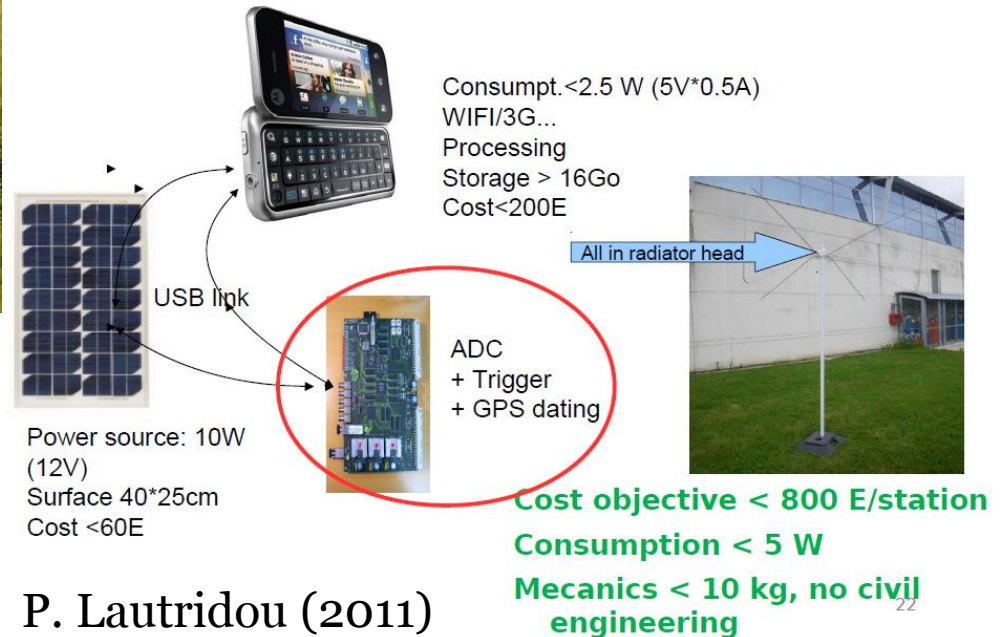 Consumpt.<2.5 W (5V*0.5A)
WIFI/3G...
Processing
Storage > 16Go
Cost<200E
All in radiator head
USB link
ADC
+ Trigger
+ GPS dating
Power source: 10W
(12V)
Surface 40*25cm
Cost <60E
Cost objective < 800 E/station
Consumption < 5 W
Mecanics < 10 kg, no civil
engineering
22
P. Lautridou (2011)